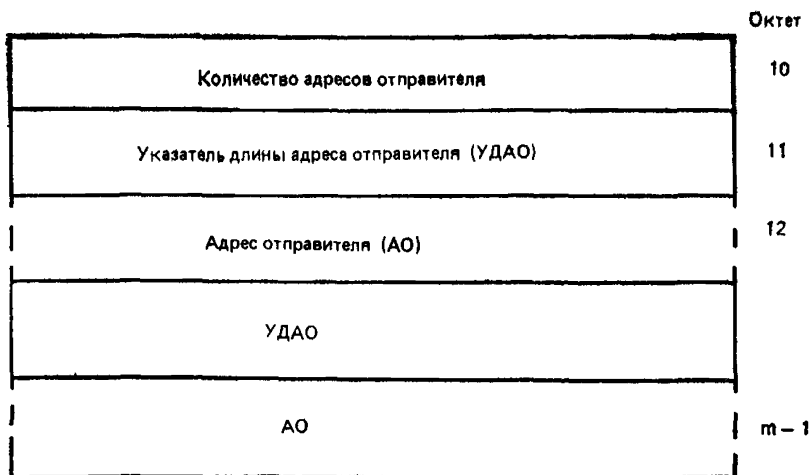 Октет
Количество адресов отправителя 10
Указатель длины адреса отправителя (УДАО) 11
Адрес отправителя (АО) 12
УДАО
АО m – 1